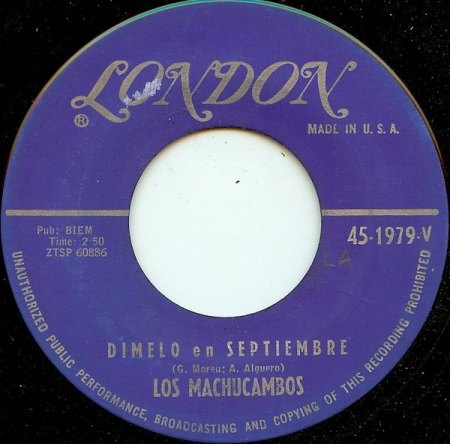 LONDON
®
MADE IN U.S.A.
Pub: BIEM
Time: 2:50
ZTSP 60886
45-1979-V
LA
DIMELO en SEPTIEMBRE
(G. Moreu; A. Alguero)
LOS MACHUCAMBOS
UNAUTHORIZED PUBLIC PERFORMANCE, BROADCASTING AND COPYING OF THIS RECORDING PROHIBITED